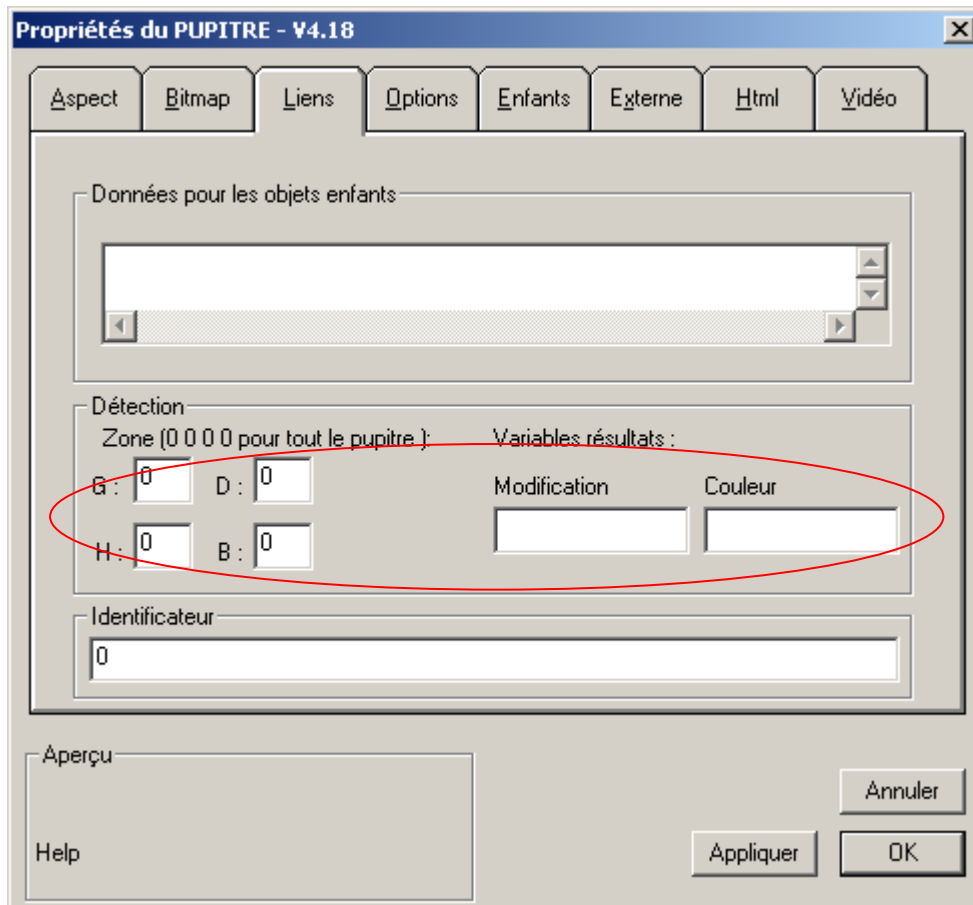 Propriétés du PUPITRE - V4.18
Aspect Bitmap Liens Options Enfants Externe Html Vidéo
Données pour les objets enfants
Détection
Zone (0 0 0 0 pour tout le pupitre ): Variables résultats :
G : 0 D : 0 Modification Couleur
H : 0 B : 0
Identificateur
0
Aperçu
Annuler
Help Appliquer OK